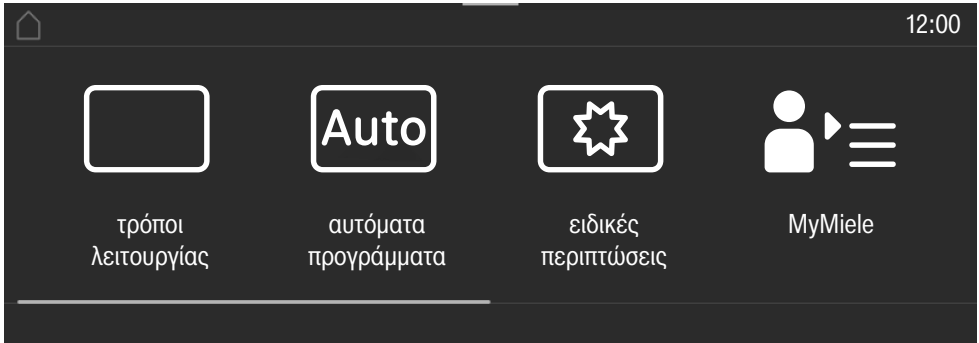 12:00
Auto
τρόποι
λειτουργίας
αυτόματα
προγράμματα
ειδικές
περιπτώσεις
MyMiele